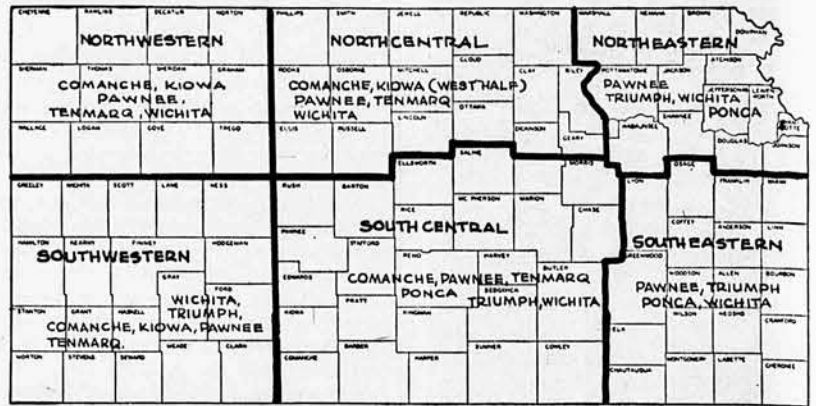 CHEYENNE RAWLINS DECATUR NORTON PHILLIPS SMITH JEWELL REPUBLIC WASHINGTON MARSHALL NEMAHA BROWN
DONIPHAN
NORTHWESTERN NORTHCENTRAL NORTHEASTERN
CLOUD ATCHISON
SHERMAN THOMAS SHERIDAN GRAHAM ROOKS OSBORNE MITCHELL CLAY RILEY POTTAWATOMIE JACKSON
COMANCHE, KIOWA COMANCHE, KIOWA (WEST HALF) PAWNEE
JEFFERSON LEAVENWORTH
PAWNEE, PAWNEE, TENMARQ TRIUMPH, WICHITA
TENMARQ, WICHITA WICHITA PONCA
OTTAWA
LINCOLN SHAWNEE
WABAUNSEE
WALLACE LOGAN GOVE TREGO ELLIS RUSSELL DICKINSON GEARY DOUGLAS JOHNSON
ELLSWORTH SALINE MORRIS OSAGE
GREELEY WICHITA SCOTT LANE NESS RUSH BARTON LYON FRANKLIN MIAMI
RICE MC PHERSON MARION CHASE
SOUTH CENTRAL
PAWNEE STAFFORD COFFEY ANDERSON LINN
HAMILTON KEARNY FINNEY HODGEMAN
SOUTHWESTERN SOUTHEASTERN
RENO HARVEY BUTLER GREENWOOD
GRAY FORD EDWARDS WOODSON ALLEN BOURBON
COMANCHE, PAWNEE, TENMARQ PAWNEE, TRIUMPH
PONCA SEDGWICK
WICHITA, TRIUMPH, WICHITA PONCA, WICHITA
TRIUMPH,
STANTON GRANT HASKELL KIOWA PRATT KINGMAN WILSON NEOSHO CRAWFORD
COMANCHE, KIOWA, PAWNEE
ELK
TENMARQ.
MEADE CLARK BARBER SUMNER COWLEY
MORTON STEVENS SEWARD COMANCHE HARPER MONTGOMERY LABETTE CHEROKEE
CHAUTAUQUA